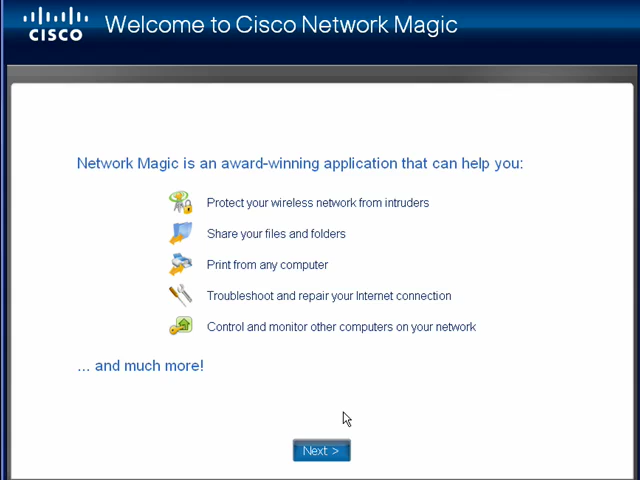 CISCO
Welcome to Cisco Network Magic
Network Magic is an award-winning application that can help you:
Protect your wireless network from intruders
Share your files and folders
Print from any computer
Troubleshoot and repair your Internet connection
Control and monitor other computers on your network
... and much more!
Next >